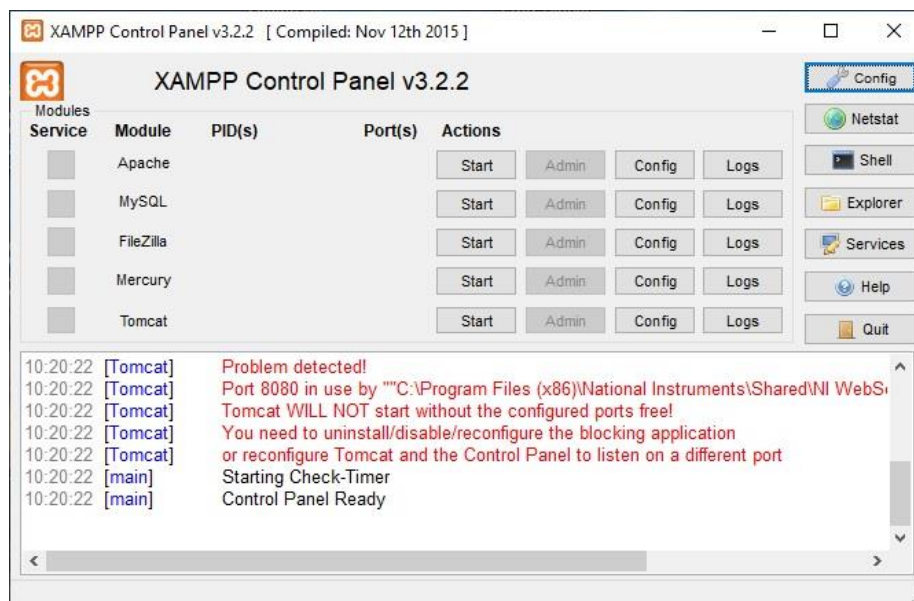 XAMPP Control Panel v3.2.2 [ Compiled: Nov 12th 2015 ]
XAMPP Control Panel v3.2.2
Config
Modules
Service Module PID(s) Port(s) Actions
Netstat
Apache Start Admin Config Logs
Shell
MySQL Start Admin Config Logs
Explorer
FileZilla Start Admin Config Logs
Services
Mercury Start Admin Config Logs
Help
Tomcat Start Admin Config Logs
Quit
10:20:22 [Tomcat] Problem detected!
10:20:22 [Tomcat] Port 8080 in use by ""C:\Program Files (x86)\National Instruments\Shared\NI WebSe
10:20:22 [Tomcat] Tomcat WILL NOT start without the configured ports free!
10:20:22 [Tomcat] You need to uninstall/disable/reconfigure the blocking application
10:20:22 [Tomcat] or reconfigure Tomcat and the Control Panel to listen on a different port
10:20:22 [main] Starting Check-Timer
10:20:22 [main] Control Panel Ready